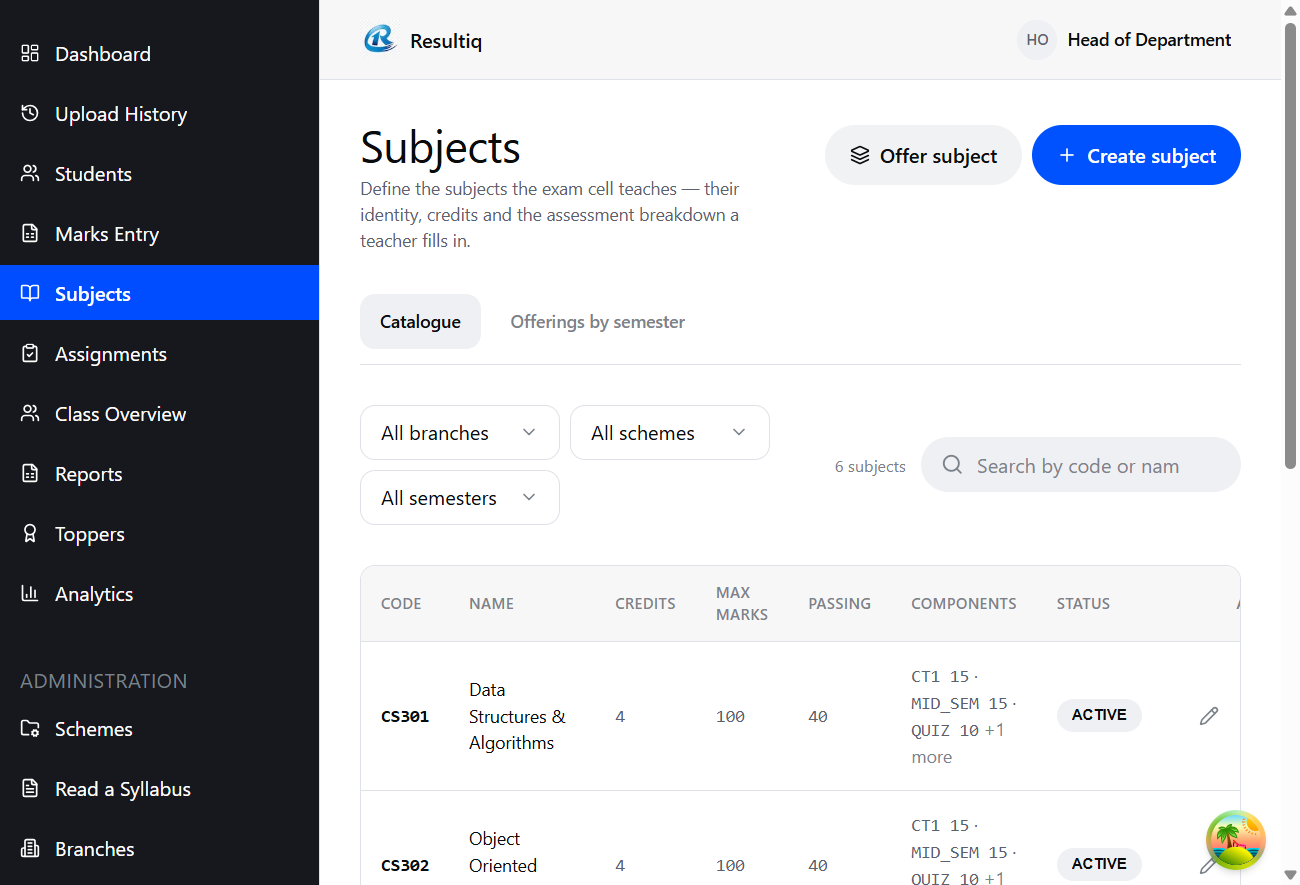 Dashboard
Upload History
Students
Marks Entry
Subjects
Assignments
Class Overview
Reports
Toppers
Analytics
ADMINISTRATION
Schemes
Read a Syllabus
Branches
Resultiq
HO Head of Department
Subjects
Define the subjects the exam cell teaches — their
identity, credits and the assessment breakdown a
teacher fills in.
Offer subject
Create subject
Catalogue
Offerings by semester
All branches
All schemes
All semesters
6 subjects
Search by code or nam
CODE NAME CREDITS MAX MARKS PASSING COMPONENTS STATUS
CS301
Data
Structures &
Algorithms
4
100
40
CT1 15 ·
MID_SEM 15 ·
QUIZ 10 +1
more
ACTIVE
CS302
Object
Oriented
4
100
40
CT1 15 ·
MID_SEM 15 ·
QUIZ 10 +1
ACTIVE